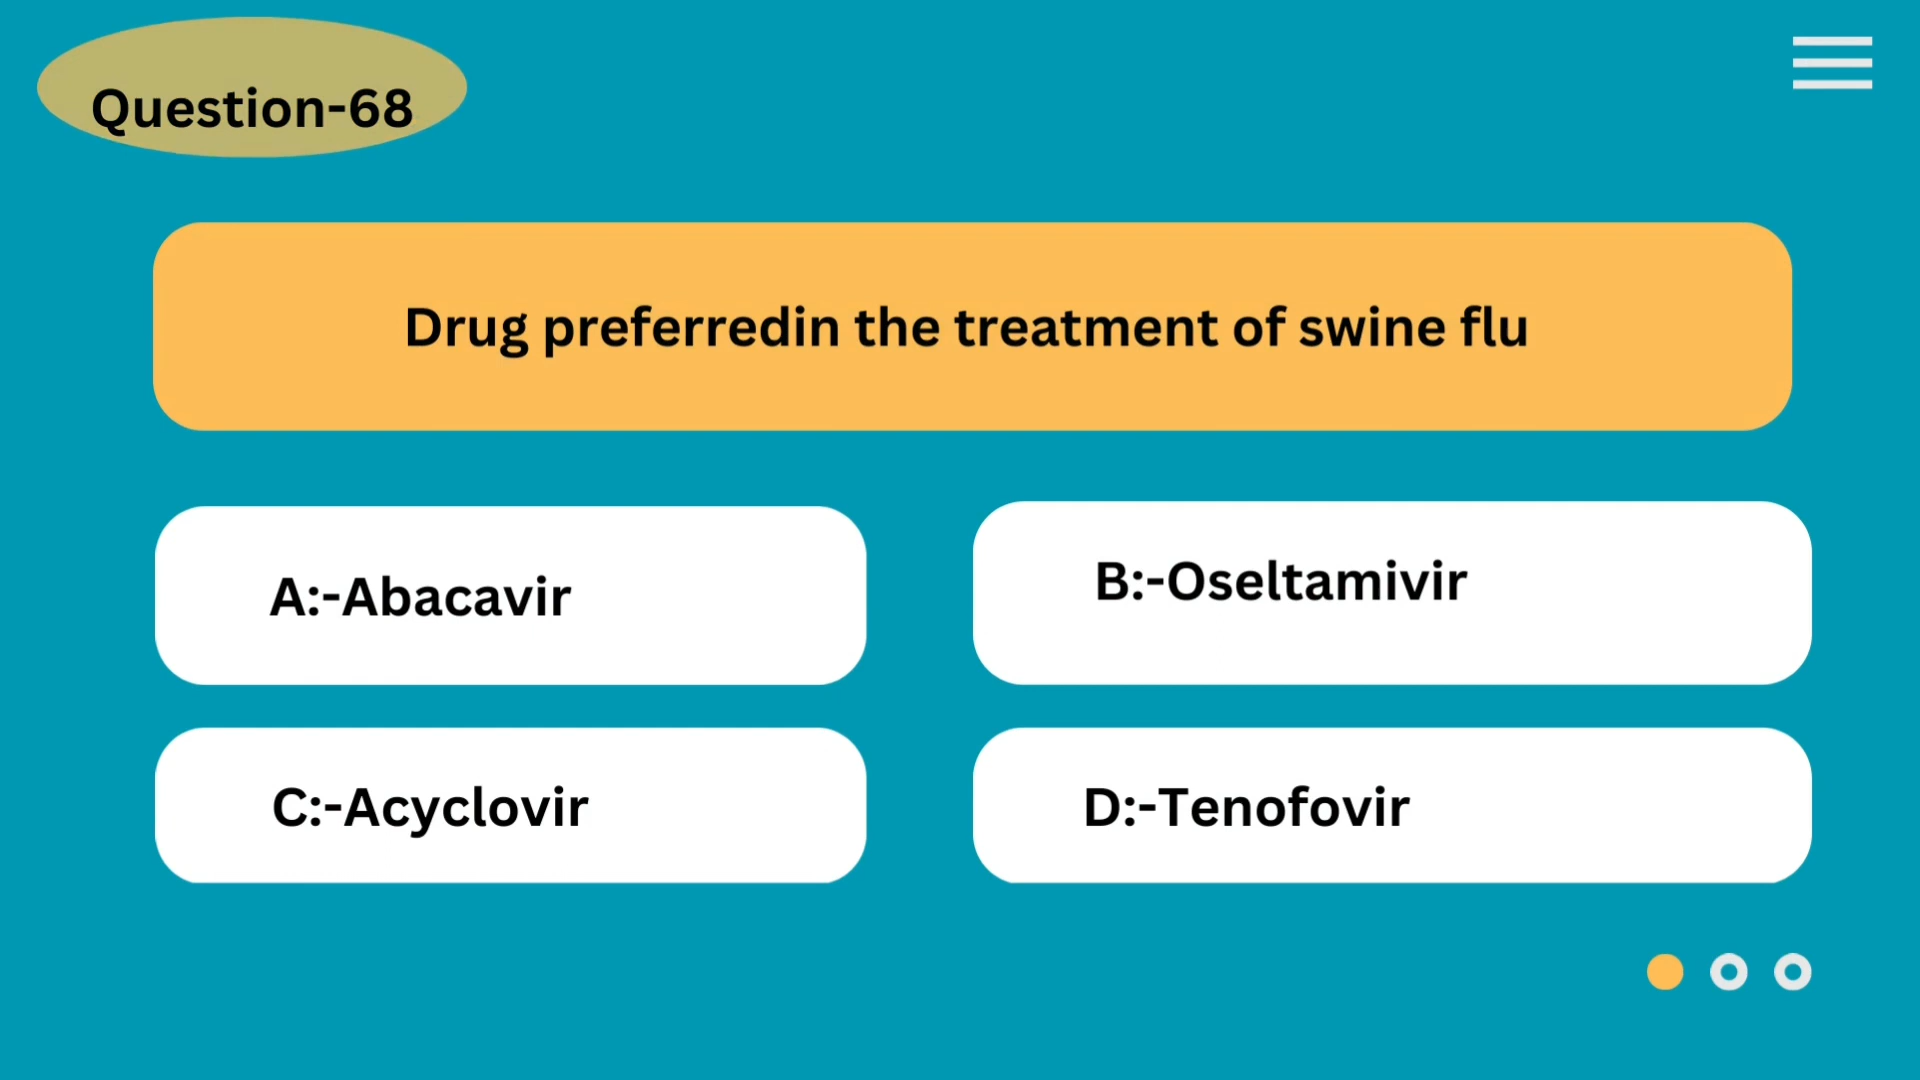 Question-68
Drug preferredin the treatment of swine flu
A:-Abacavir
B:-Oseltamivir
C:-Acyclovir
D:-Tenofovir